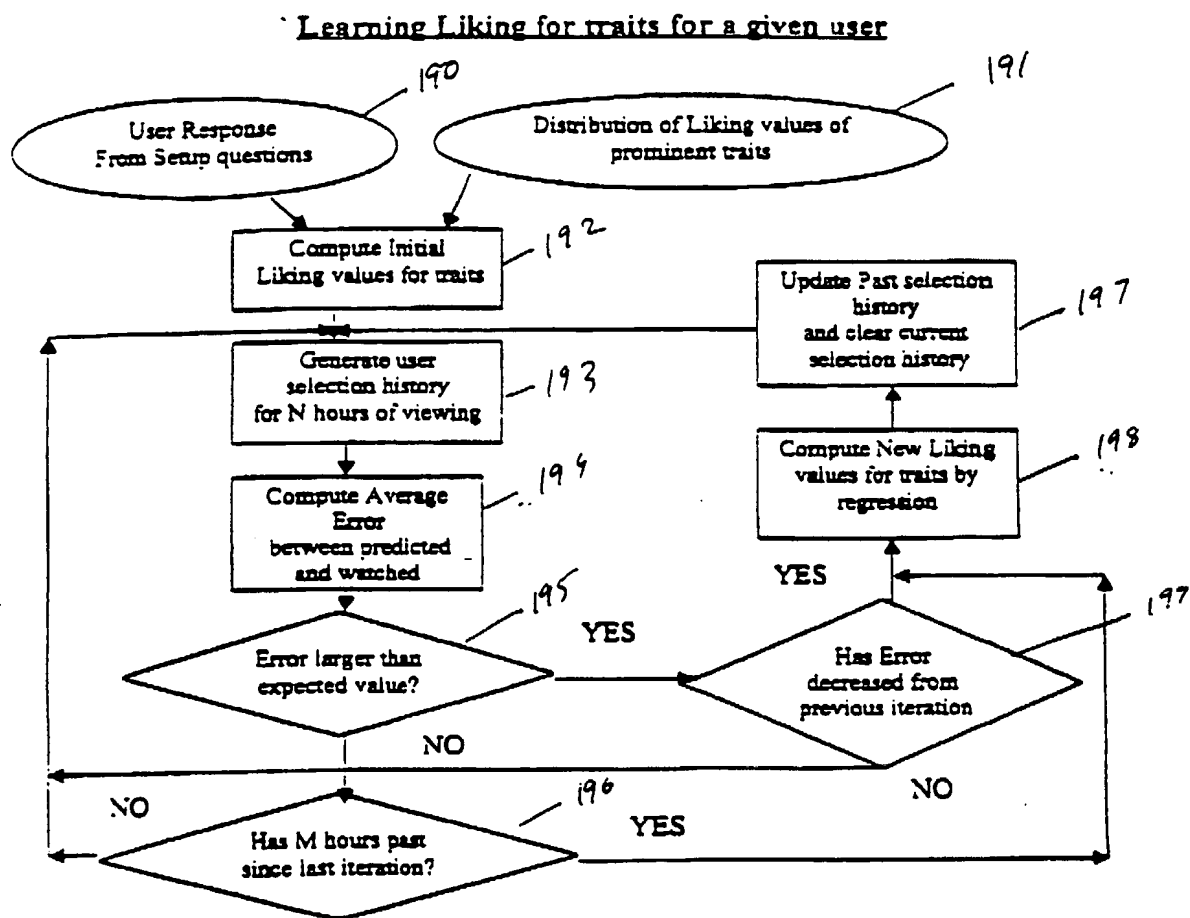 Learning Liking for traits for a given user
190
191
User Response
From Setup questions
Distribution of Liking values of
prominent traits
192
Compute Initial
Liking values for traits
Update Past selection
history
and clear current
selection history
197
Generate user
selection history
for N hours of viewing
193
Compute New Liking
values for traits by
regression
198
Compute Average
Error
between predicted
and watched
194
YES
195
YES
197
Error larger than
expected value?
Has Error
decreased from
previous iteration
NO
NO
NO
196
YES
Has M hours past
since last iteration?